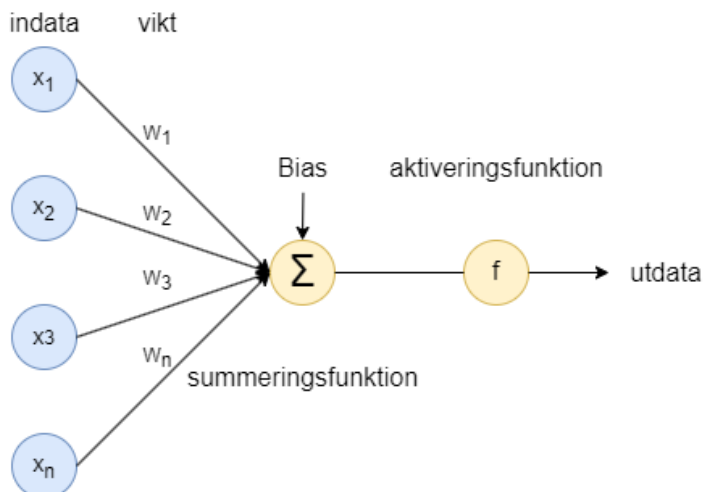 indata vikt
x1
w1
x2
w2
Bias aktiveringsfunktion
Σ f utdata
w3
x3
wn
summeringsfunktion
xn